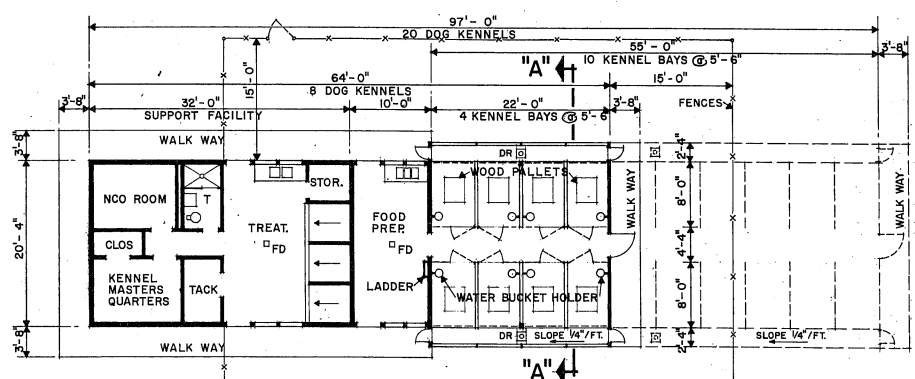 97'-0"
20 DOG KENNELS
55'-0"
3'-8"
10 KENNEL BAYS @ 5'-6"
"A"
15'-0"
64'-0"
15'-0"
8 DOG KENNELS
3'-8"
32'-0"
10'-0"
22'-0"
3'-8"
FENCES
SUPPORT FACILITY
4 KENNEL BAYS @ 5'-6
3'-8"
WALK WAY
DR
2'-4"
WOOD PALLETS
NCO ROOM
T
STOR.
8'-0"
WALK WAY
WALK WAY
20'-4"
TREAT.
FD
FOOD
PREP.
FD
4'-4"
CLOS
KENNEL
MASTERS
QUARTERS
TACK
LADDER
WATER BUCKET HOLDER
8'-0"
3'-8"
WALK WAY
DR
SLOPE 1/4"/FT.
2'-4"
SLOPE 1/4"/FT.
"A"